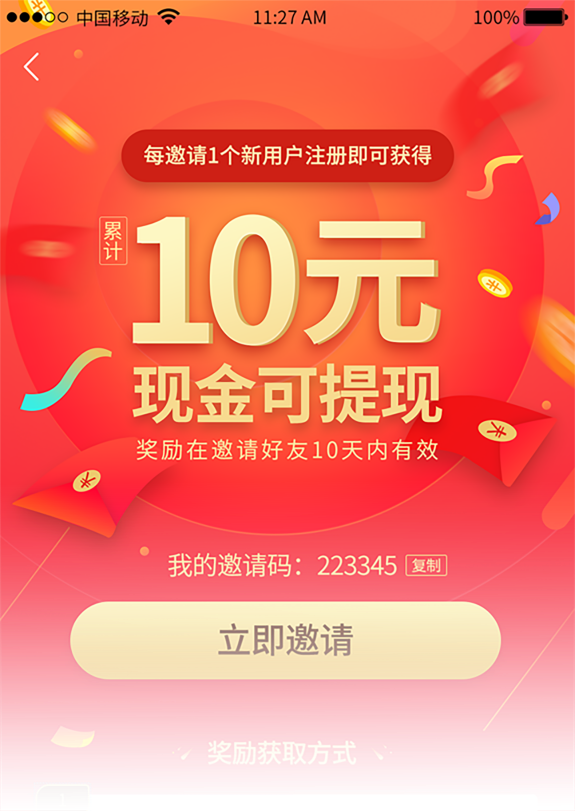 中国移动 11:27 AM 100%
每邀请1个新用户注册即可获得
累计
10元
现金可提现
奖励在邀请好友10天内有效
我的邀请码：223345 复制
立即邀请
奖励获取方式